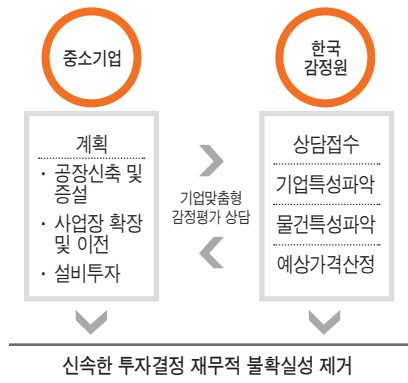 중소기업
한국
감정원
계획
· 공장신축 및
증설
· 사업장 확장
및 이전
· 설비투자
기업맞춤형
감정평가 상담
상담접수
기업특성파악
물건특성파악
예상가격산정
신속한 투자결정 재무적 불확실성 제거